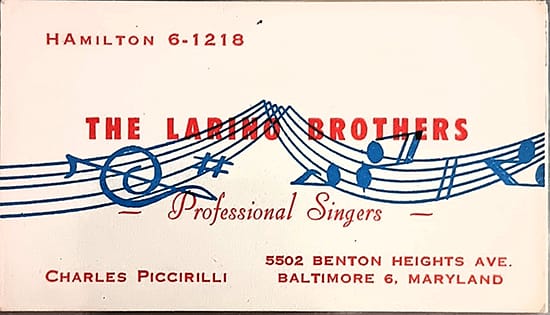 HAmilton 6-1218
THE LARINO BROTHERS
— Professional Singers —
5502 BENTON HEIGHTS AVE.
CHARLES PICCIRILLI BALTIMORE 6, MARYLAND